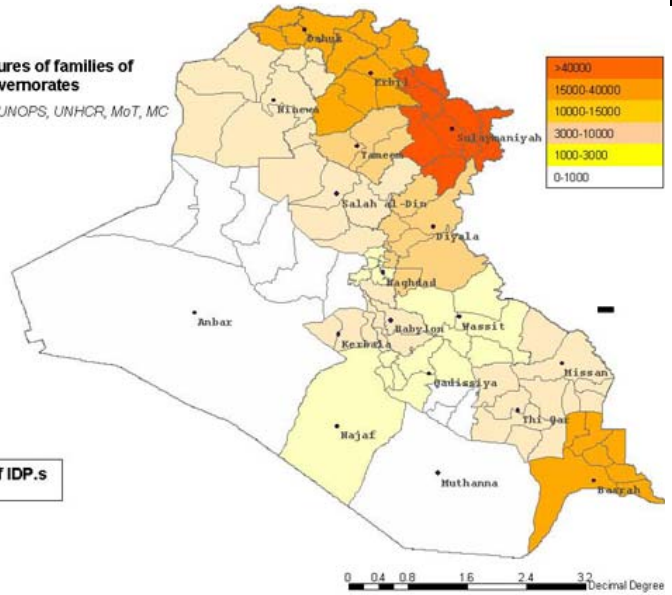 ures of families of
vernorates
UNOPS, UNHCR, MoT, MC
>40000
15000-40000
10000-15000
3000-10000
1000-3000
0-1000
Dahuk
Erbil
Ninewa
Sulaymaniyah
Tameem
Salah al-Din
Diyala
Baghdad
Anbar
Babylon
Wassit
Kerbala
Missan
Qadissiya
Thi-Qar
Najaf
f IDP.s
Muthanna
Basrah
0 0.4 0.8 1.6 2.4 3.2
Decimal Degree